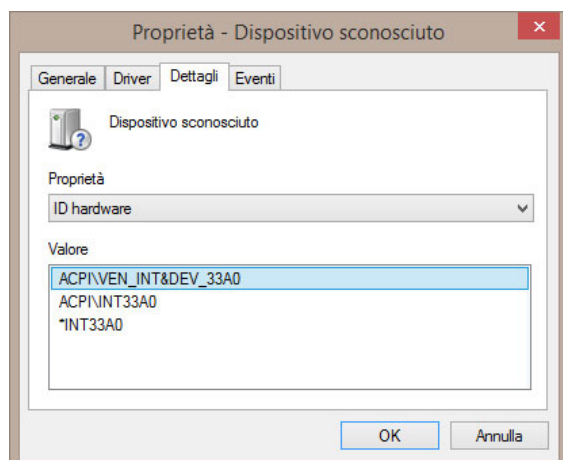 Proprietà - Dispositivo sconosciuto
Generale Driver Dettagli Eventi
Dispositivo sconosciuto
Proprietà
ID hardware
Valore
ACPI\VEN_INT&DEV_33A0
ACPI\INT33A0
*INT33A0
OK Annulla